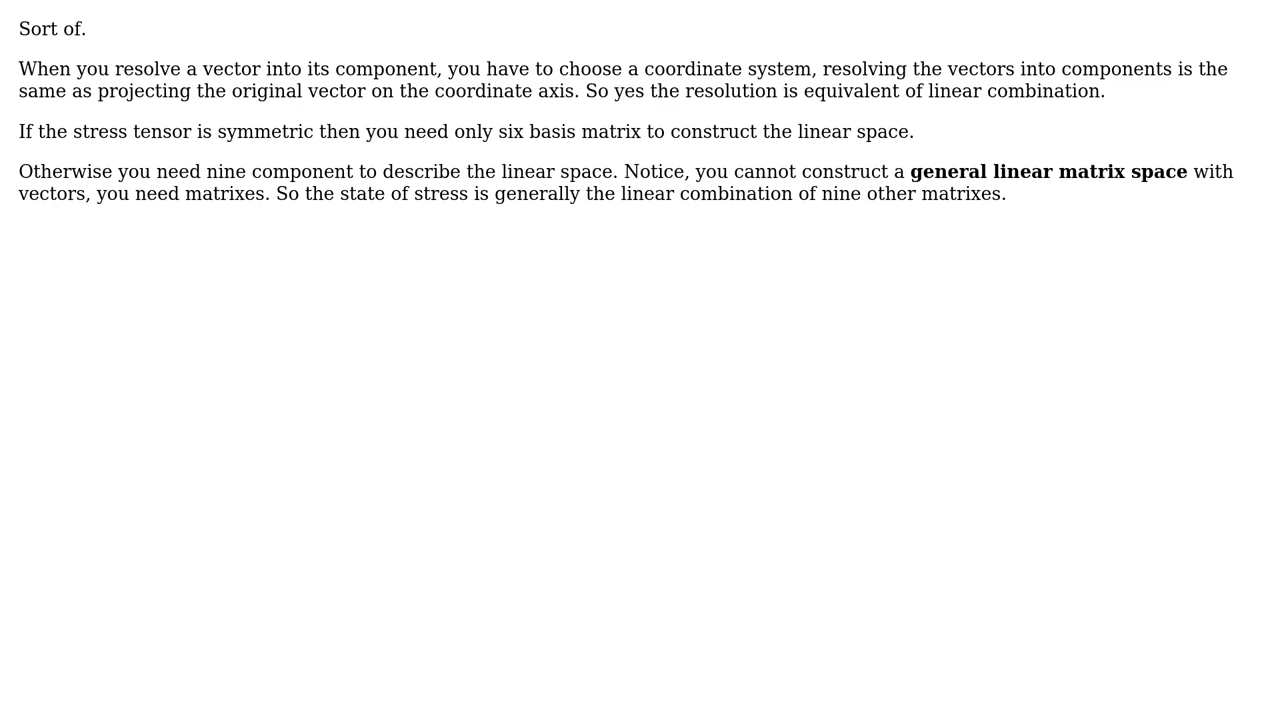 Sort of.
When you resolve a vector into its component, you have to choose a coordinate system, resolving the vectors into components is the
same as projecting the original vector on the coordinate axis. So yes the resolution is equivalent of linear combination.
If the stress tensor is symmetric then you need only six basis matrix to construct the linear space.
Otherwise you need nine component to describe the linear space. Notice, you cannot construct a general linear matrix space with
vectors, you need matrixes. So the state of stress is generally the linear combination of nine other matrixes.